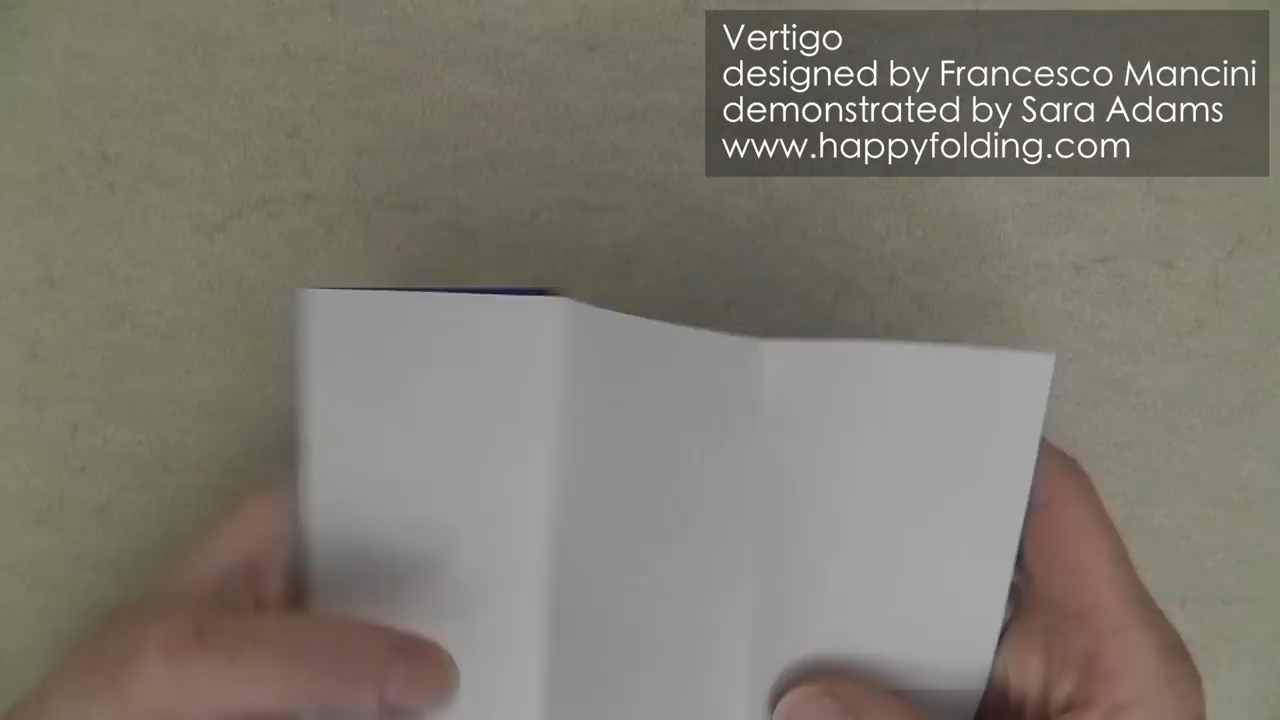 Vertigo
designed by Francesco Mancini
demonstrated by Sara Adams
www.happyfolding.com